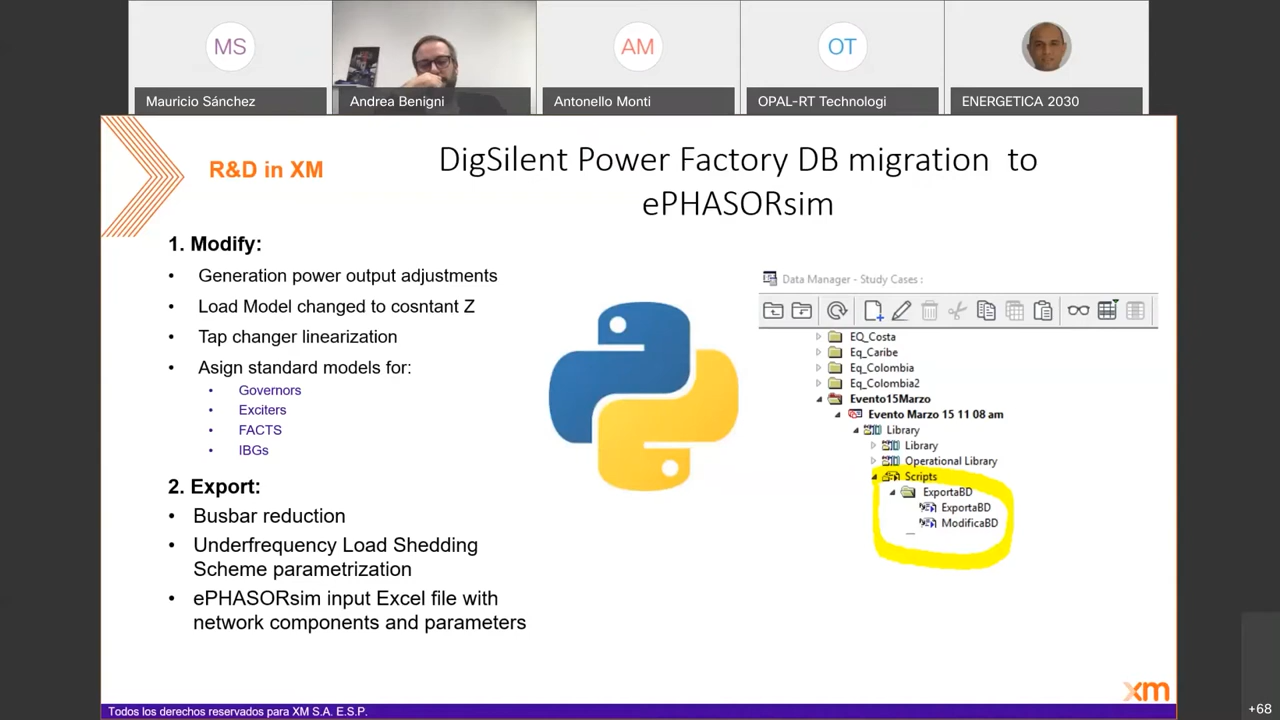 MS
AM
OT
Mauricio Sánchez
Andrea Benigni
Antonello Monti
OPAL-RT Technologi
ENERGETICA 2030
R&D in XM
DigSilent Power Factory DB migration to
ePHASORsim
1. Modify:
• Generation power output adjustments
• Load Model changed to cosntant Z
• Tap changer linearization
• Asign standard models for:
• Governors
• Exciters
• FACTS
• IBGs
2. Export:
• Busbar reduction
• Underfrequency Load Shedding
Scheme parametrization
• ePHASORsim input Excel file with
network components and parameters
Data Manager - Study Cases :
EQ_Costa
Eq_Caribe
Eq_Colombia
Eq_Colombia2
Evento15Marzo
Evento Marzo 15 11 08 am
Library
Library
Operational Library
Scripts
ExportaBD
ExportaBD
ModificaBD
xm
Todos los derechos reservados para XM S.A. E.S.P.
+68